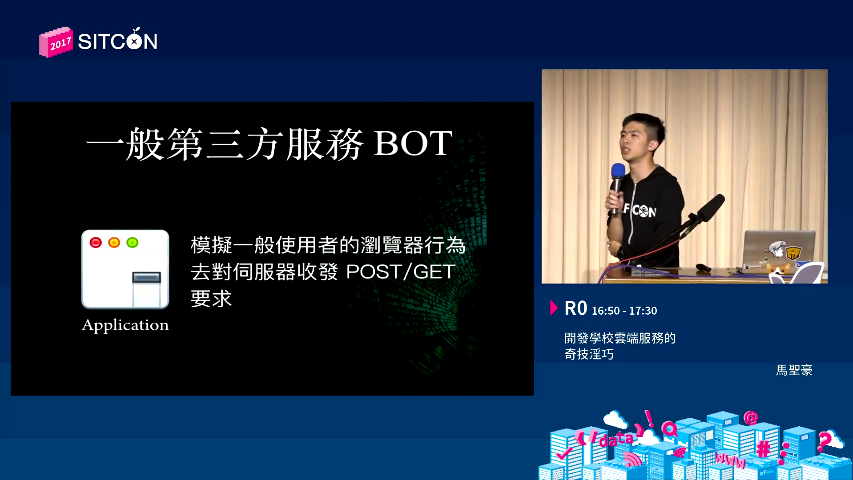 2017 SITCON
一般第三方服務 BOT
模擬一般使用者的瀏覽器行為
去對伺服器收發 POST/GET
要求
Application
R0 16:50 - 17:30
開發學校雲端服務的
奇技淫巧
馬聖豪
data
www